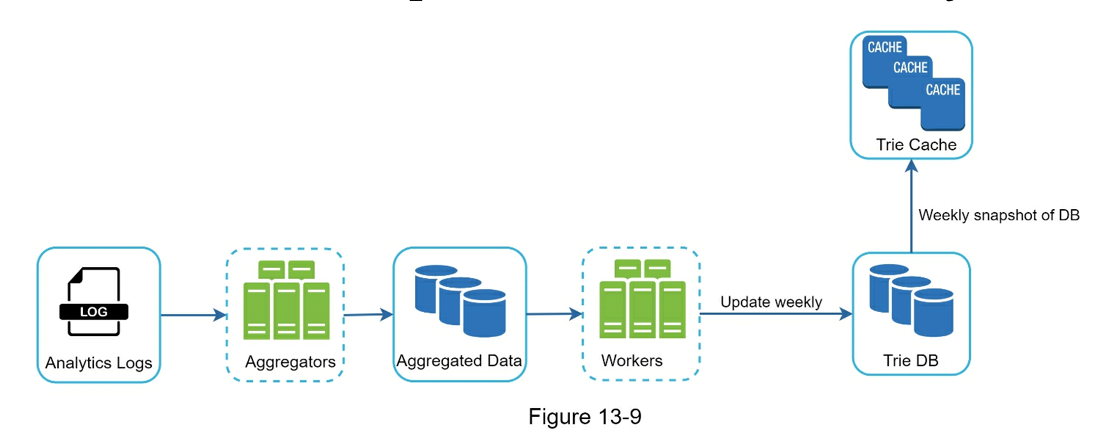 CACHE
CACHE
CACHE
Trie Cache
Weekly snapshot of DB
LOG
Update weekly
Analytics Logs
Aggregators
Aggregated Data
Workers
Trie DB
Figure 13-9